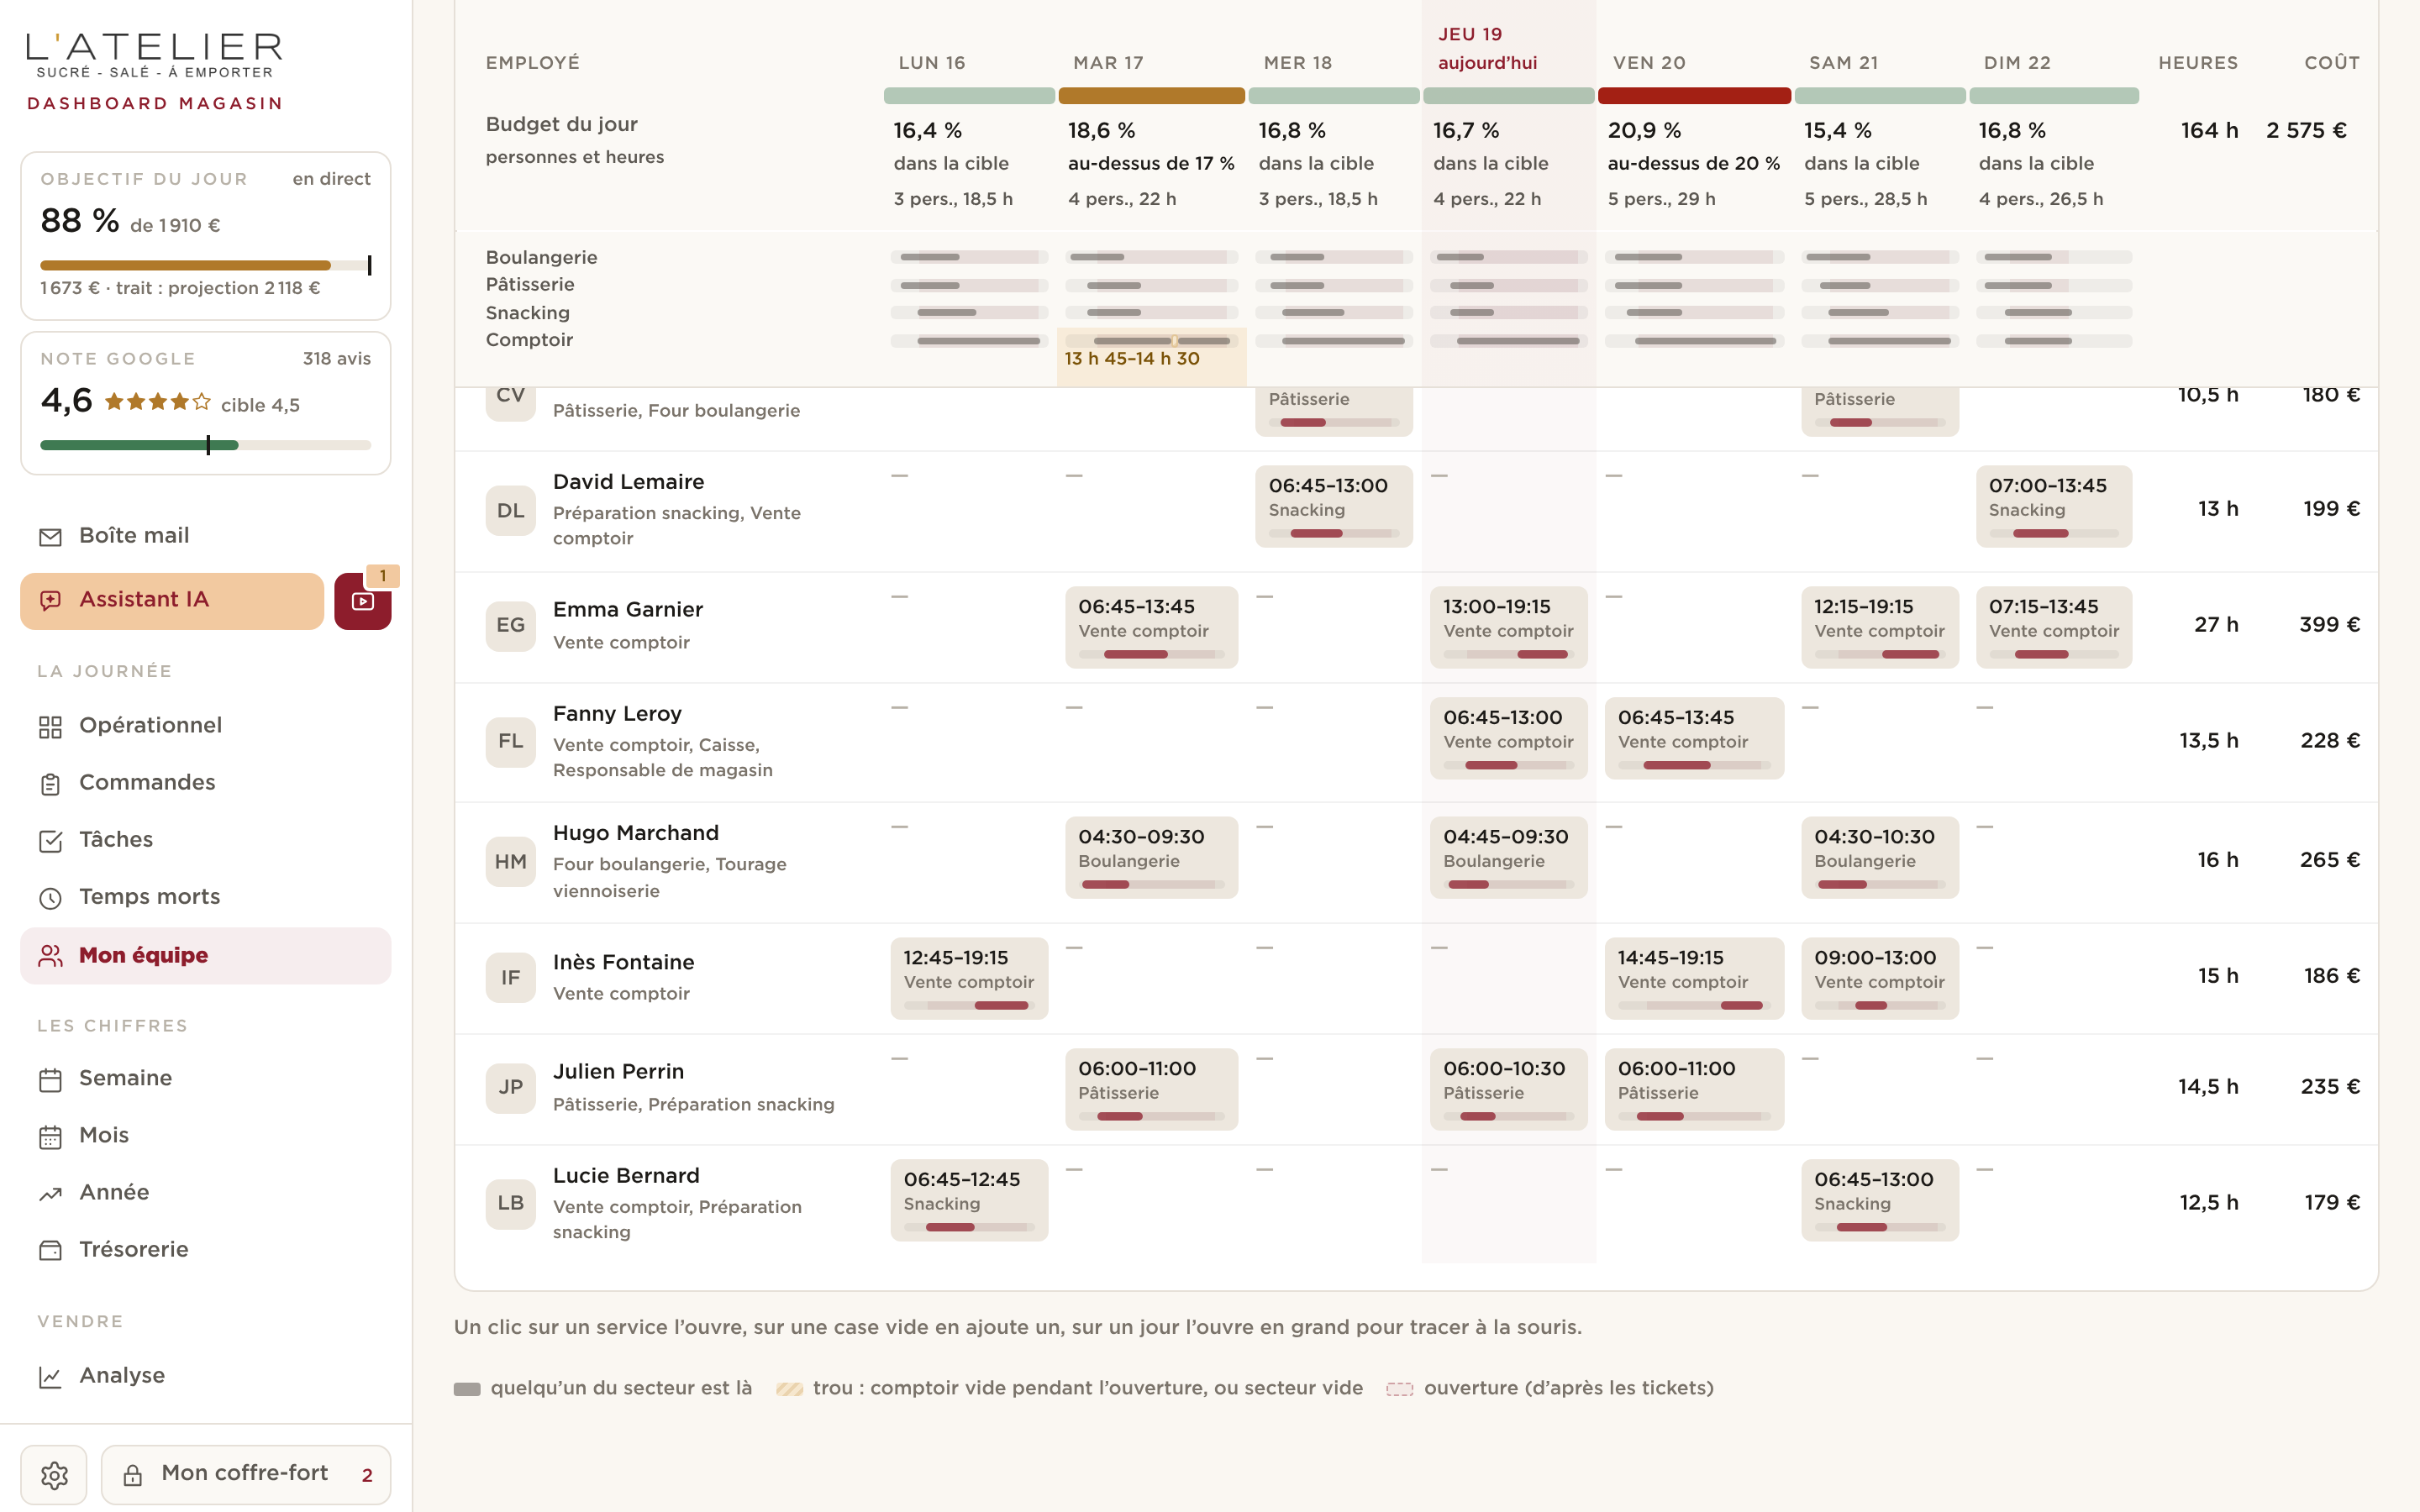 L'ATELIER
SUCRÉ - SALÉ - À EMPORTER
DASHBOARD MAGASIN
OBJECTIF DU JOUR en direct
88 % de 1 910 €
1 673 € · trait : projection 2 118 €
NOTE GOOGLE 318 avis
4,6 cible 4,5
Boîte mail
Assistant IA 1
LA JOURNÉE
Opérationnel
Commandes
Tâches
Temps morts
Mon équipe
LES CHIFFRES
Semaine
Mois
Année
Trésorerie
VENDRE
Analyse
Mon coffre-fort 2
JEU 19
EMPLOYÉ LUN 16 MAR 17 MER 18 aujourd’hui VEN 20 SAM 21 DIM 22 HEURES COÛT
Budget du jour 16,4 % 18,6 % 16,8 % 16,7 % 20,9 % 15,4 % 16,8 % 164 h 2 575 €
personnes et heures dans la cible au-dessus de 17 % dans la cible dans la cible au-dessus de 20 % dans la cible dans la cible
3 pers., 18,5 h 4 pers., 22 h 3 pers., 18,5 h 4 pers., 22 h 5 pers., 29 h 5 pers., 28,5 h 4 pers., 26,5 h
Boulangerie
Pâtisserie
Snacking
Comptoir
13 h 45–14 h 30
CV Pâtisserie, Four boulangerie Pâtisserie Pâtisserie 10,5 h 180 €
David Lemaire — — 06:45–13:00 — — — 07:00–13:45
DL Préparation snacking, Vente Snacking Snacking 13 h 199 €
comptoir
Emma Garnier — 06:45–13:45 — 13:00–19:15 — 12:15–19:15 07:15–13:45
EG Vente comptoir Vente comptoir Vente comptoir Vente comptoir Vente comptoir 27 h 399 €
Fanny Leroy — — — 06:45–13:00 06:45–13:45 — —
FL Vente comptoir, Caisse, Vente comptoir Vente comptoir 13,5 h 228 €
Responsable de magasin
Hugo Marchand — 04:30–09:30 — 04:45–09:30 — 04:30–10:30 —
HM Four boulangerie, Tourage Boulangerie Boulangerie Boulangerie 16 h 265 €
viennoiserie
Inès Fontaine 12:45–19:15 — — — 14:45–19:15 09:00–13:00 —
IF Vente comptoir Vente comptoir Vente comptoir Vente comptoir 15 h 186 €
Julien Perrin — 06:00–11:00 — 06:00–10:30 06:00–11:00 — —
JP Pâtisserie, Préparation snacking Pâtisserie Pâtisserie Pâtisserie 14,5 h 235 €
Lucie Bernard 06:45–12:45 — — — — 06:45–13:00 —
LB Vente comptoir, Préparation Snacking Snacking 12,5 h 179 €
snacking
Un clic sur un service l’ouvre, sur une case vide en ajoute un, sur un jour l’ouvre en grand pour tracer à la souris.
quelqu’un du secteur est là trou : comptoir vide pendant l’ouverture, ou secteur vide ouverture (d’après les tickets)